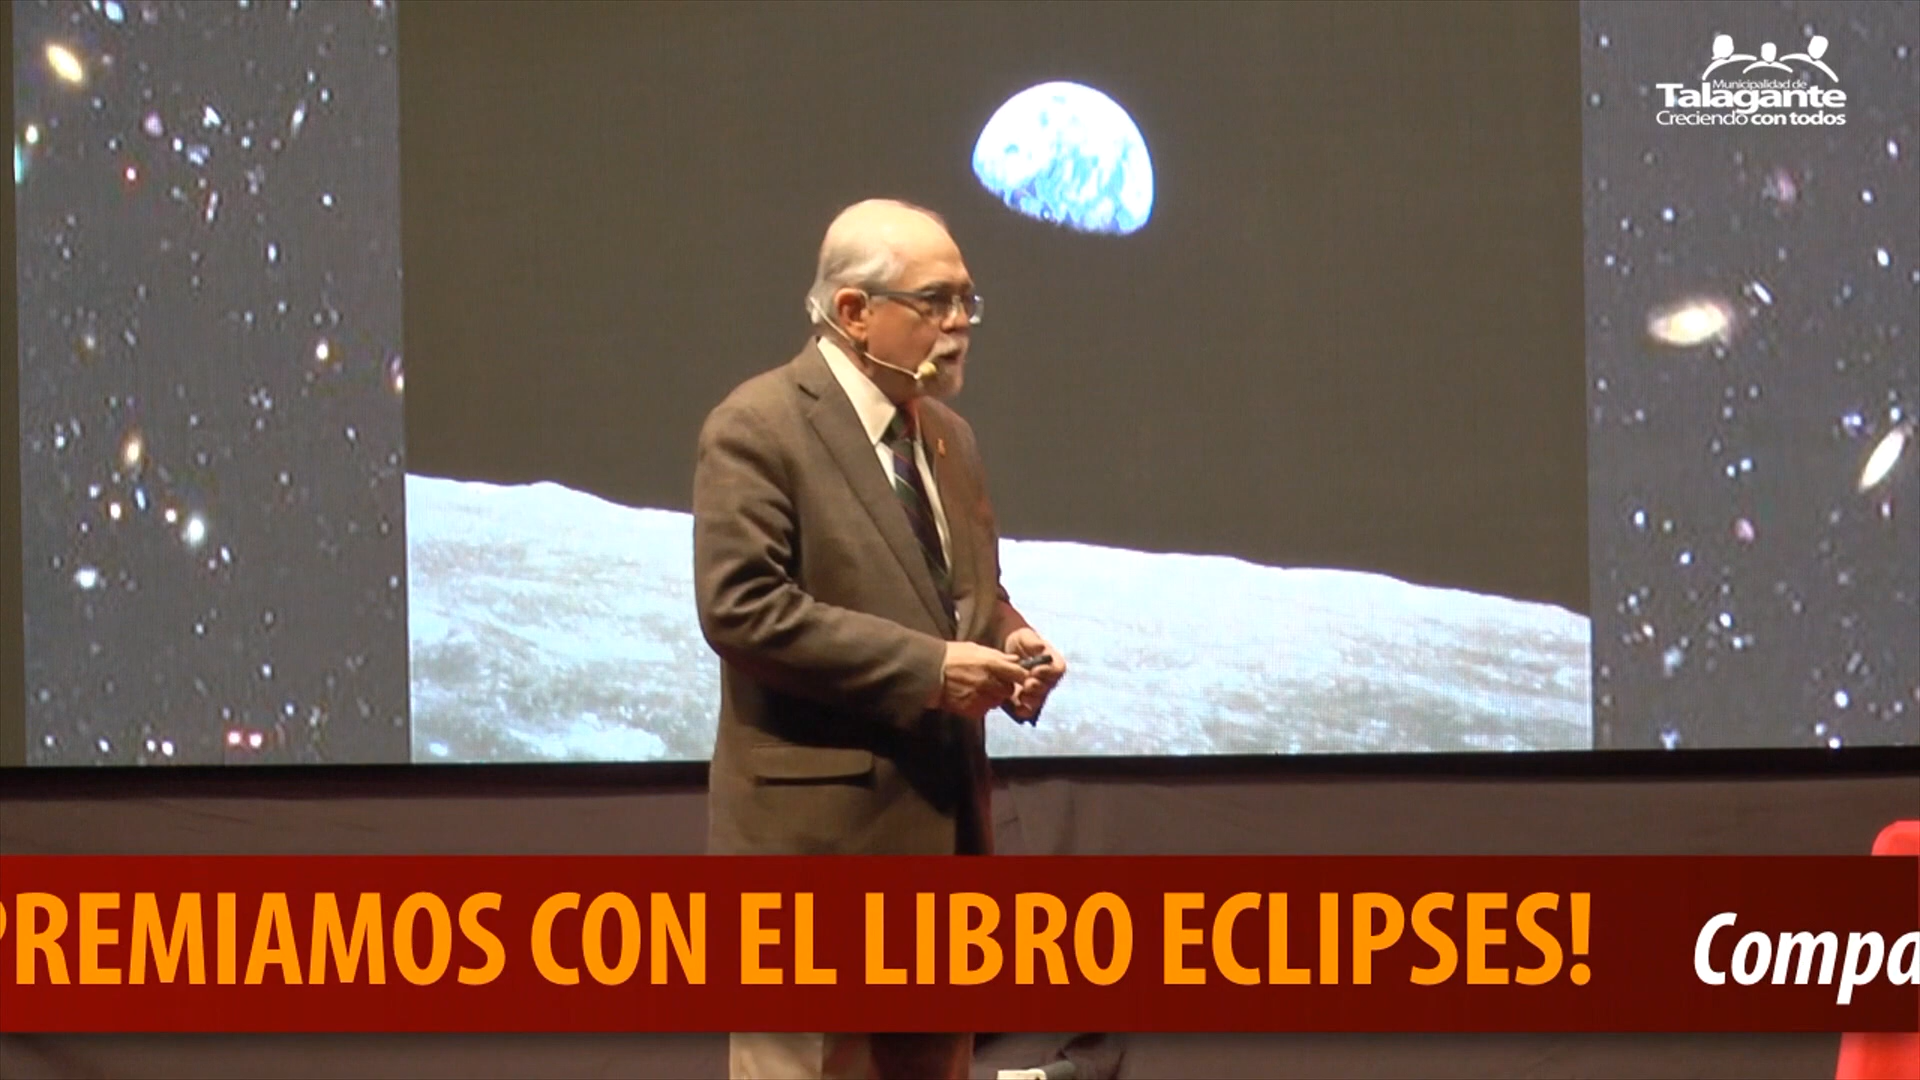 Municipalidad de
Talagante
Creciendo con todos
PREMIAMOS CON EL LIBRO ECLIPSES! Compa